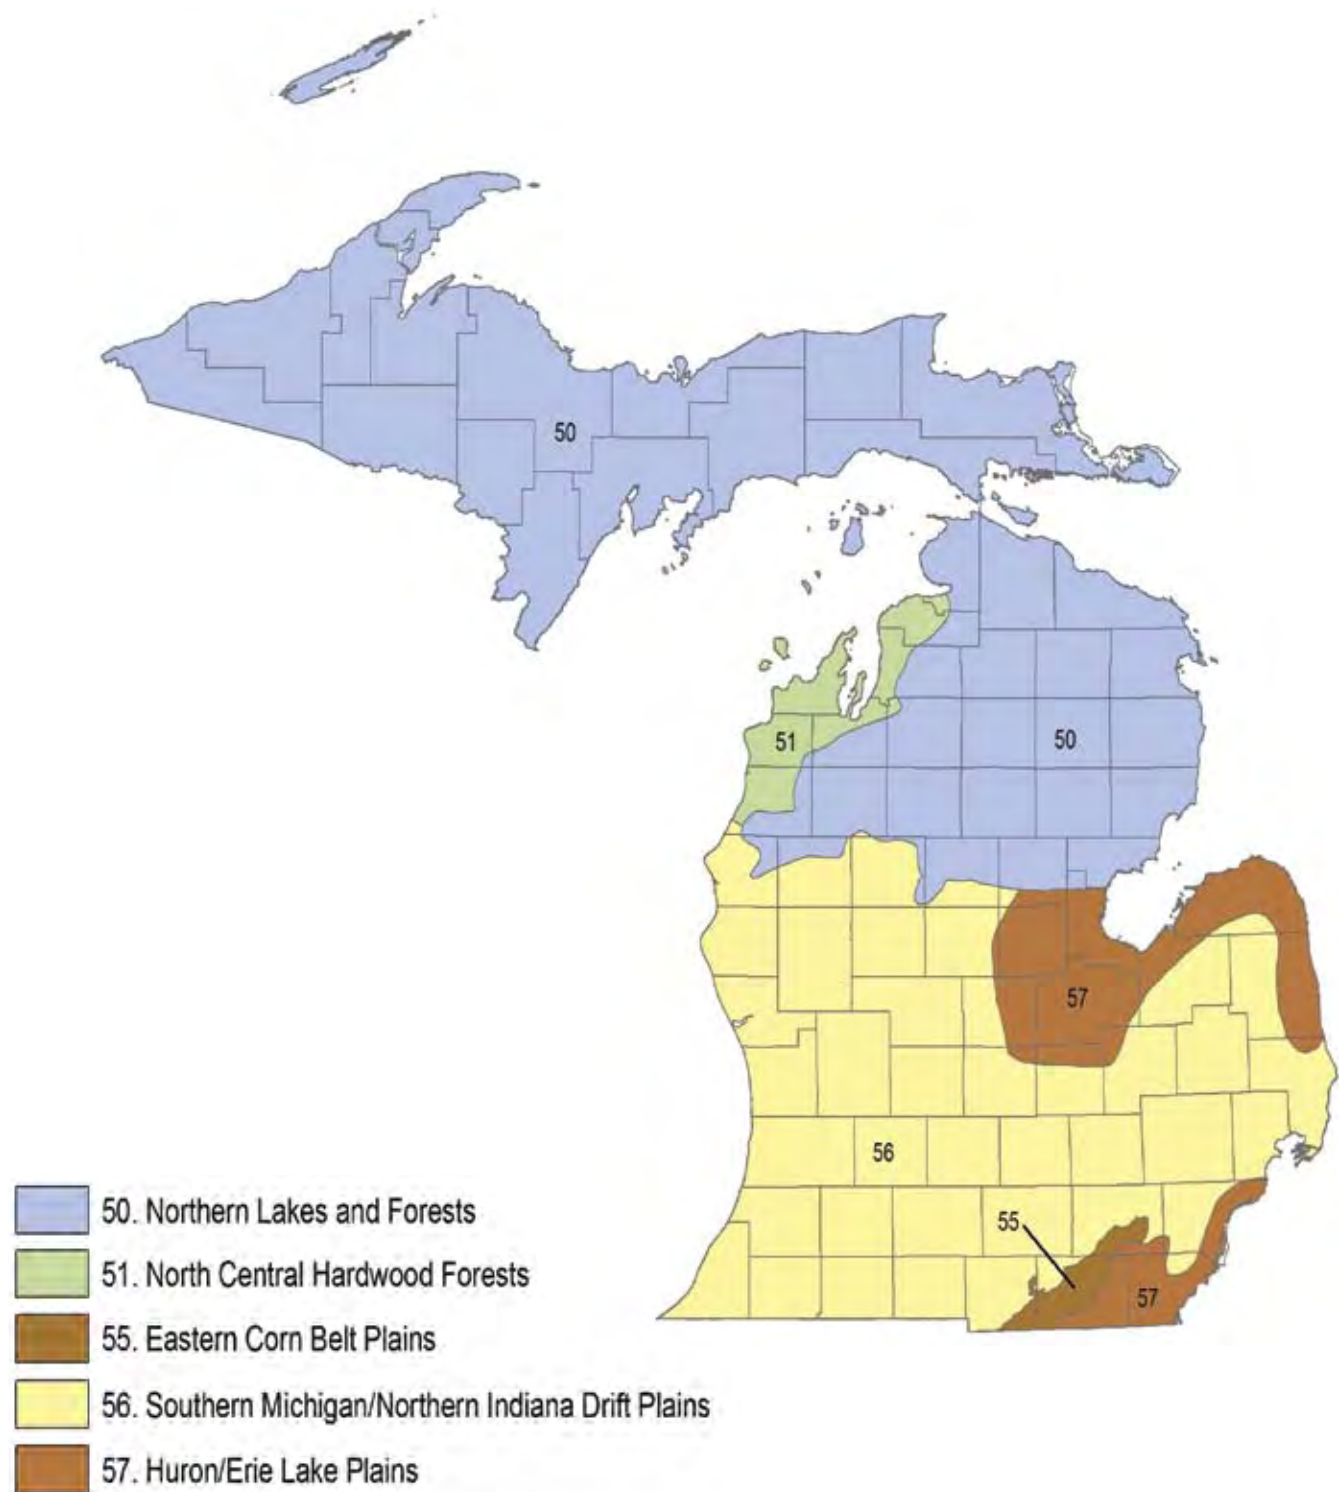 50
51
50
57
56
55
57
50. Northern Lakes and Forests
51. North Central Hardwood Forests
55. Eastern Corn Belt Plains
56. Southern Michigan/Northern Indiana Drift Plains
57. Huron/Erie Lake Plains